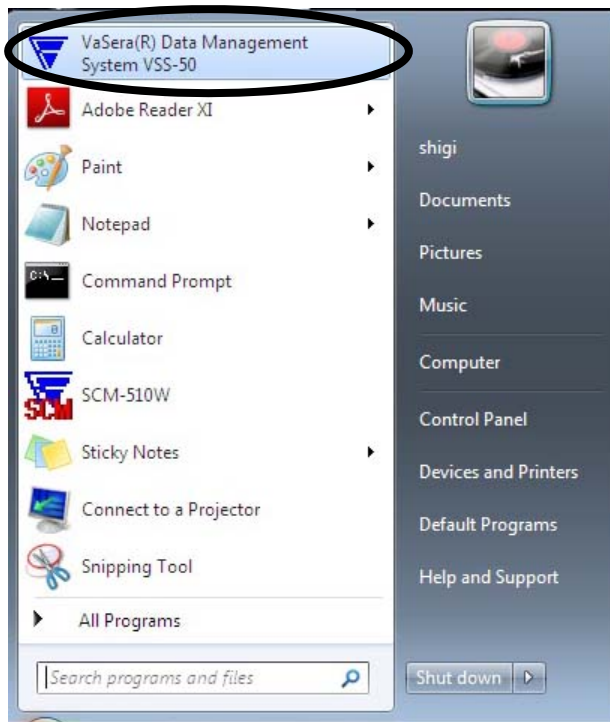 VaSera(R) Data Management
System VSS-50
Adobe Reader XI
Paint
Notepad
C:\_
Command Prompt
Calculator
SCM
SCM-510W
Sticky Notes
Connect to a Projector
Snipping Tool
All Programs
Search programs and files
shigi
Documents
Pictures
Music
Computer
Control Panel
Devices and Printers
Default Programs
Help and Support
Shut down